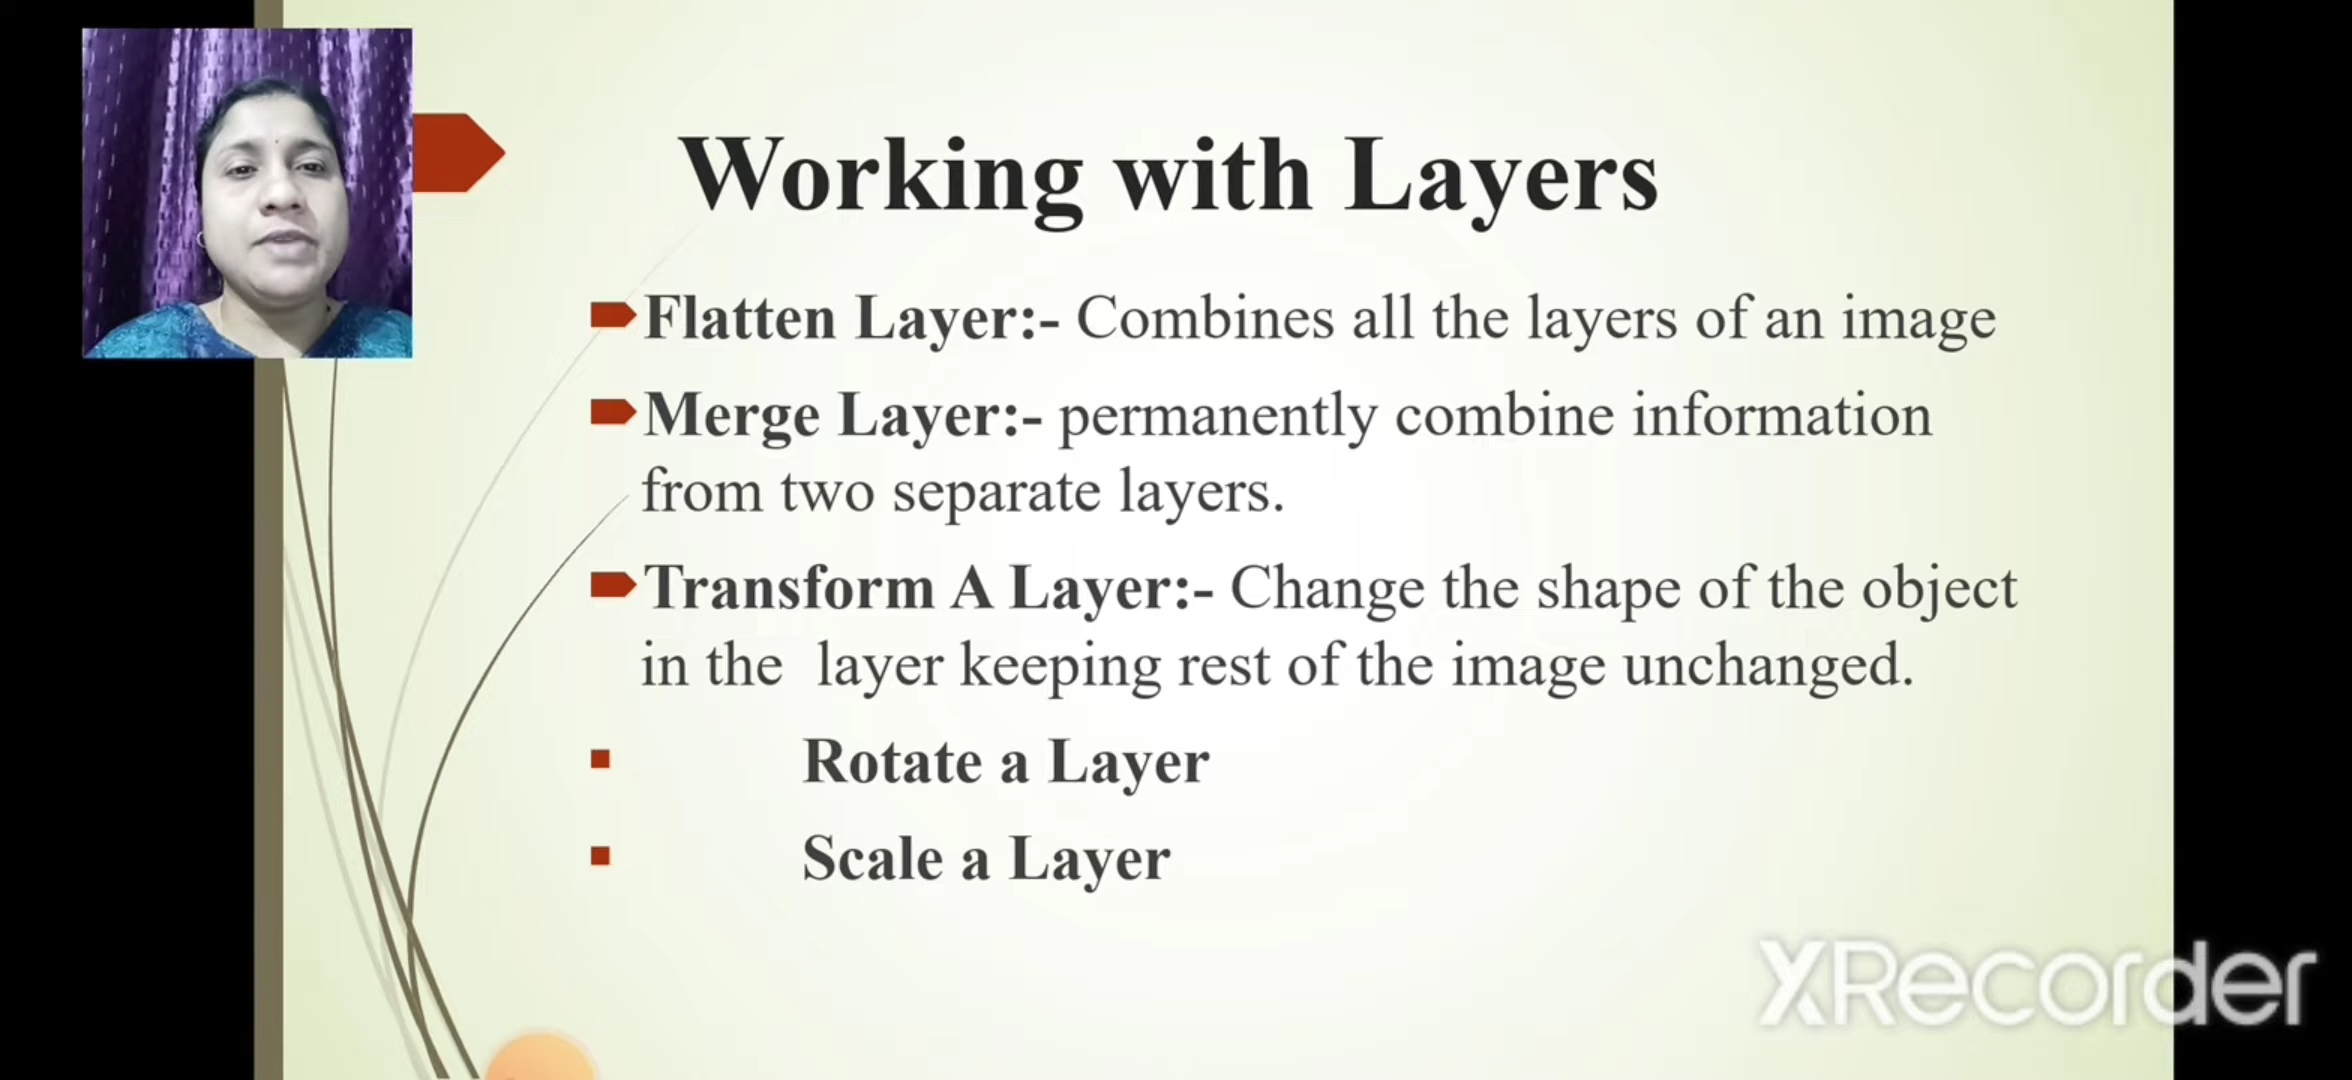 Working with Layers
Flatten Layer:- Combines all the layers of an image
Merge Layer:- permanently combine information
from two separate layers.
Transform A Layer:- Change the shape of the object
in the layer keeping rest of the image unchanged.
Rotate a Layer
Scale a Layer
XRecorder